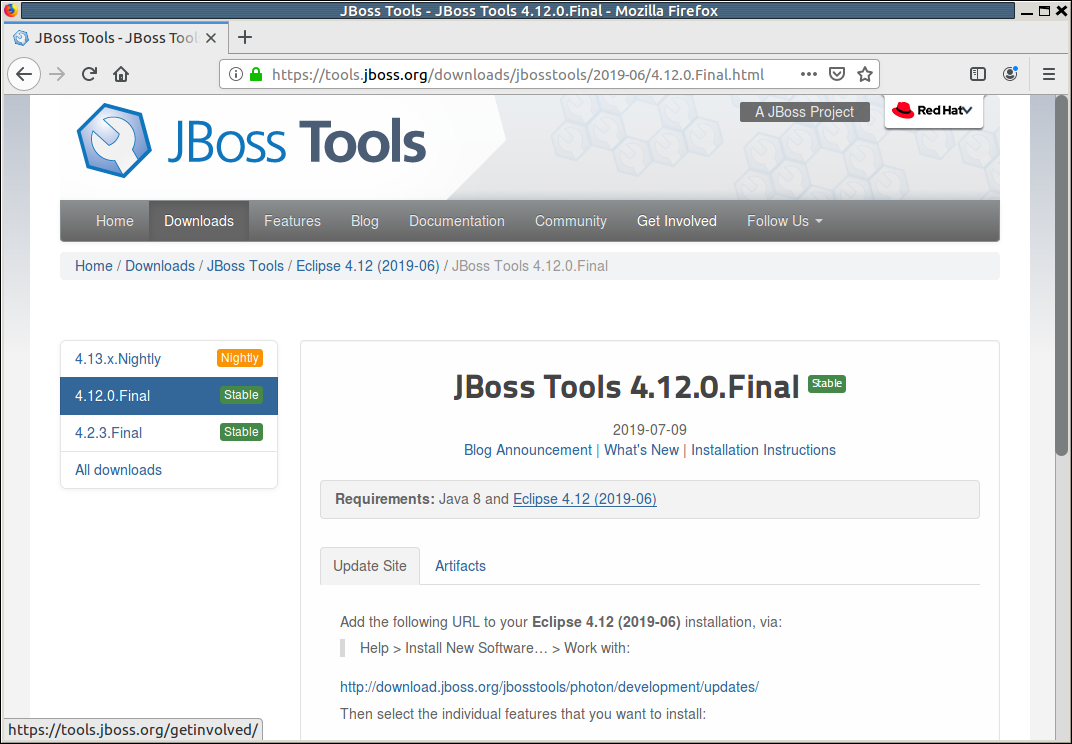 JBoss Tools - JBoss Tools 4.12.0.Final - Mozilla Firefox
JBoss Tools - JBoss Tool
https://tools.jboss.org/downloads/jbosstools/2019-06/4.12.0.Final.html
JBoss Tools
A JBoss Project
Red Hat
Home Downloads Features Blog Documentation Community Get Involved Follow Us
Home / Downloads / JBoss Tools / Eclipse 4.12 (2019-06) / JBoss Tools 4.12.0.Final
4.13.x.Nightly Nightly
4.12.0.Final Stable
4.2.3.Final Stable
All downloads
JBoss Tools 4.12.0.Final Stable
2019-07-09
Blog Announcement | What's New | Installation Instructions
Requirements: Java 8 and Eclipse 4.12 (2019-06)
Update Site Artifacts
Add the following URL to your Eclipse 4.12 (2019-06) installation, via:
Help > Install New Software… > Work with:
http://download.jboss.org/jbosstools/photon/development/updates/
Then select the individual features that you want to install:
https://tools.jboss.org/getinvolved/